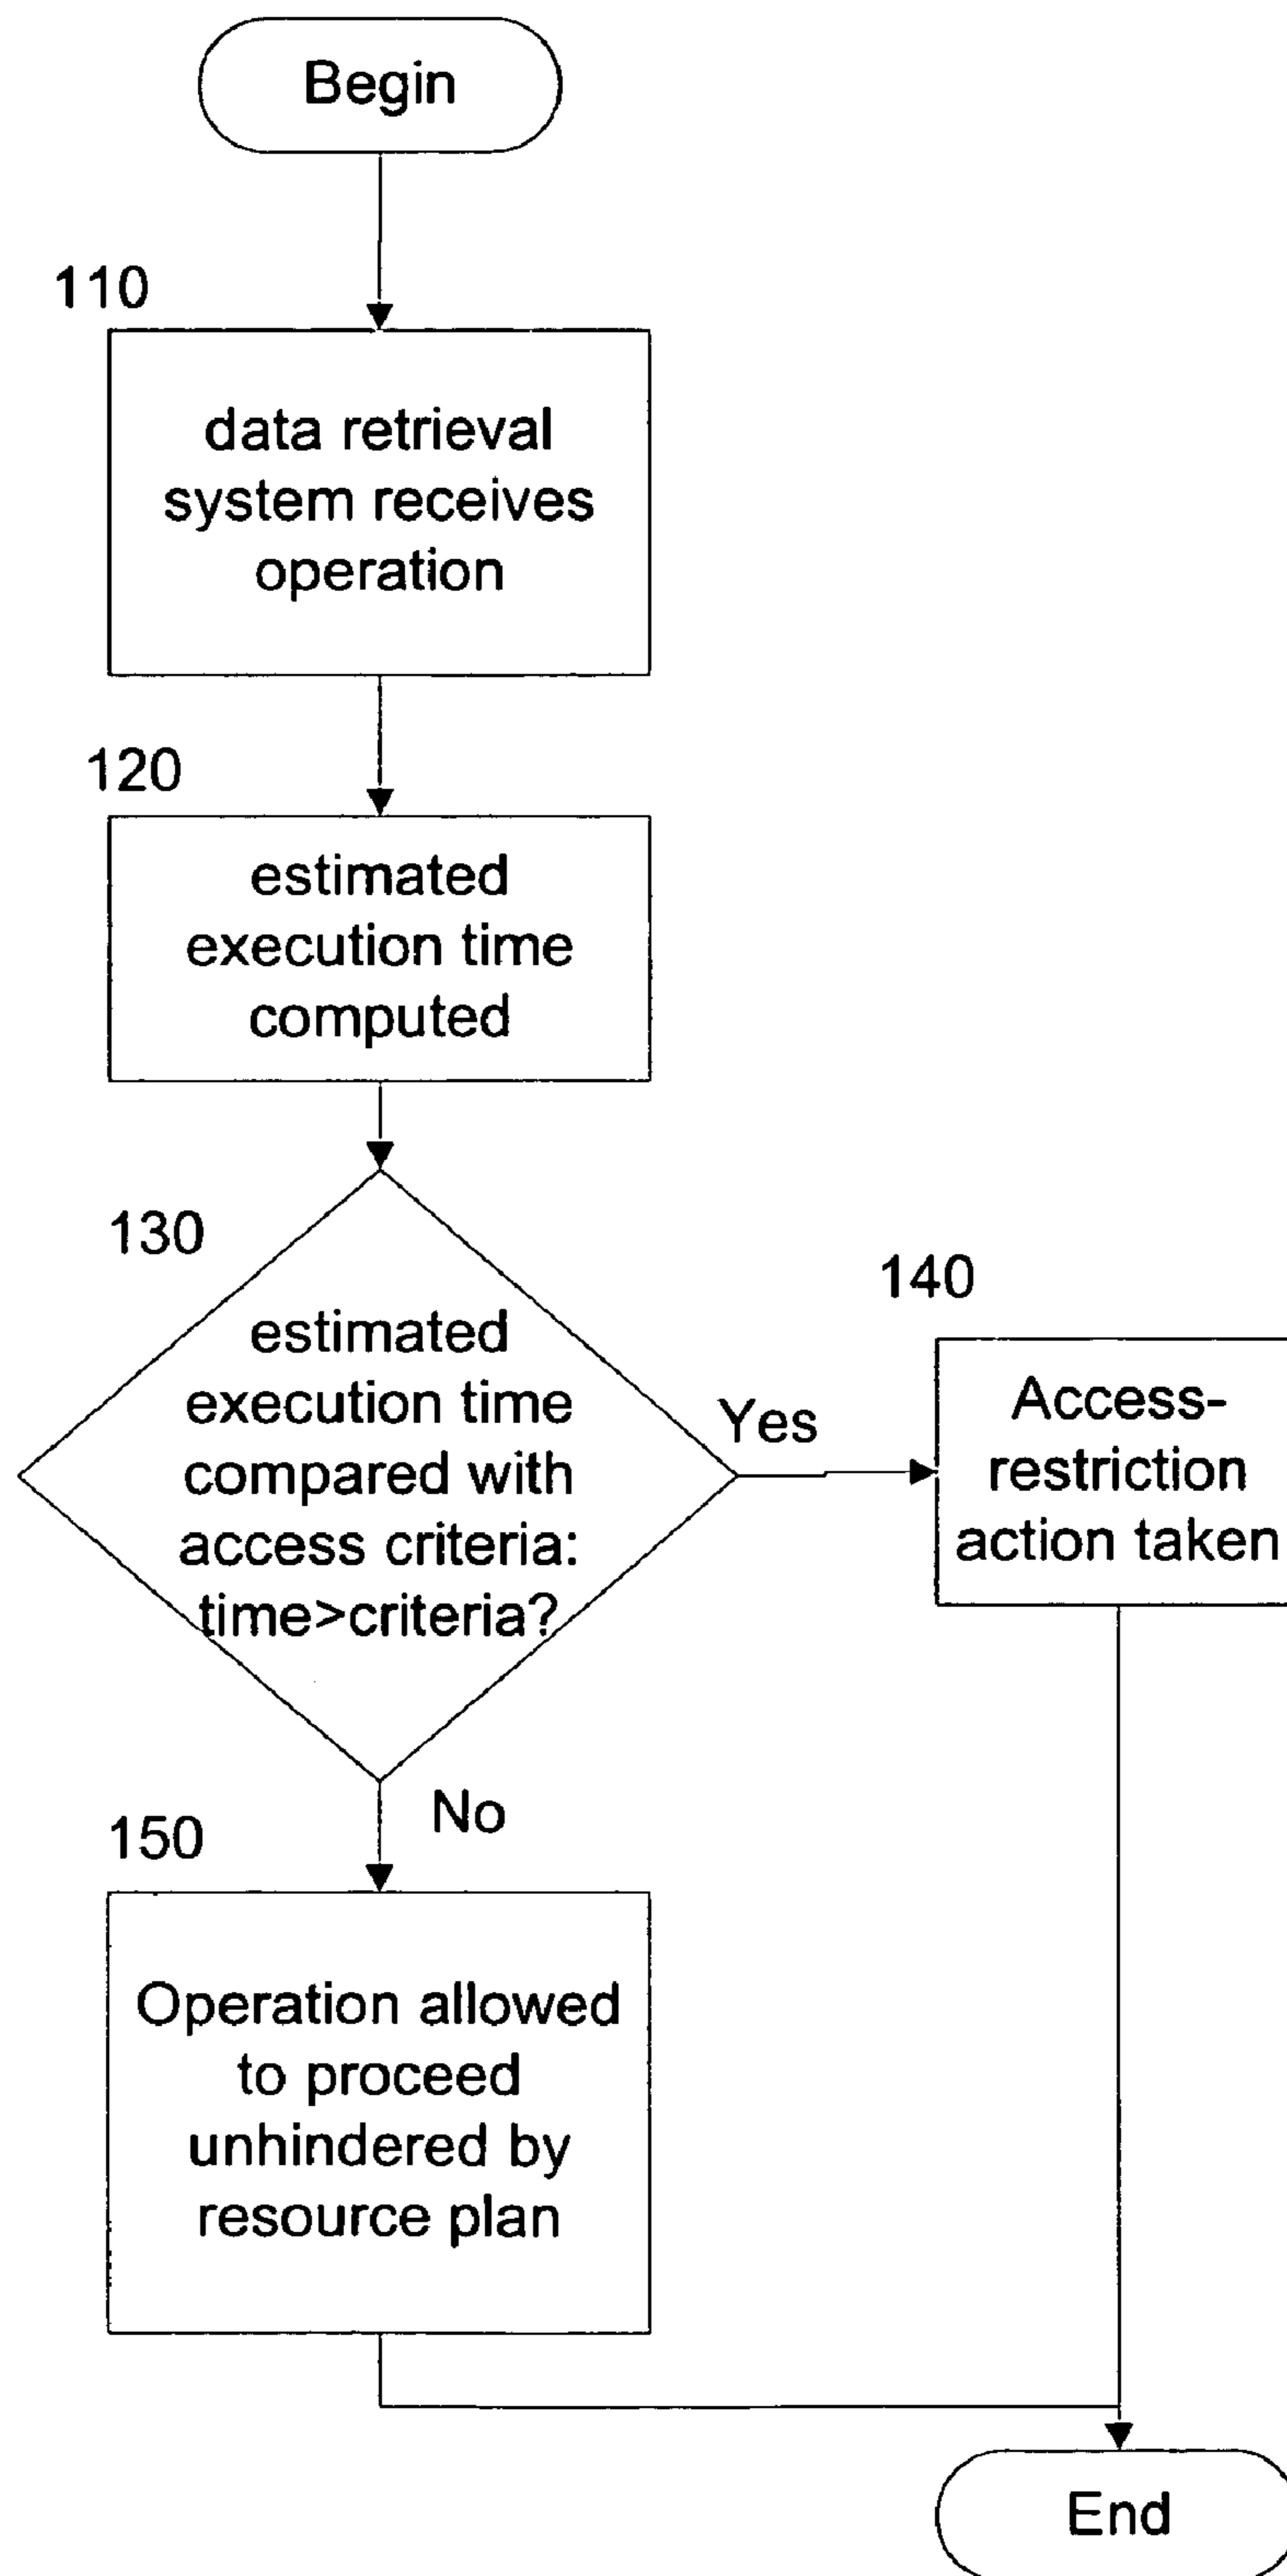 Begin
110
data retrieval
system receives
operation
120
estimated
execution time
computed
130
estimated
execution time
compared with
access criteria:
time>criteria?
Yes
140
Access-
restriction
action taken
No
150
Operation allowed
to proceed
unhindered by
resource plan
End